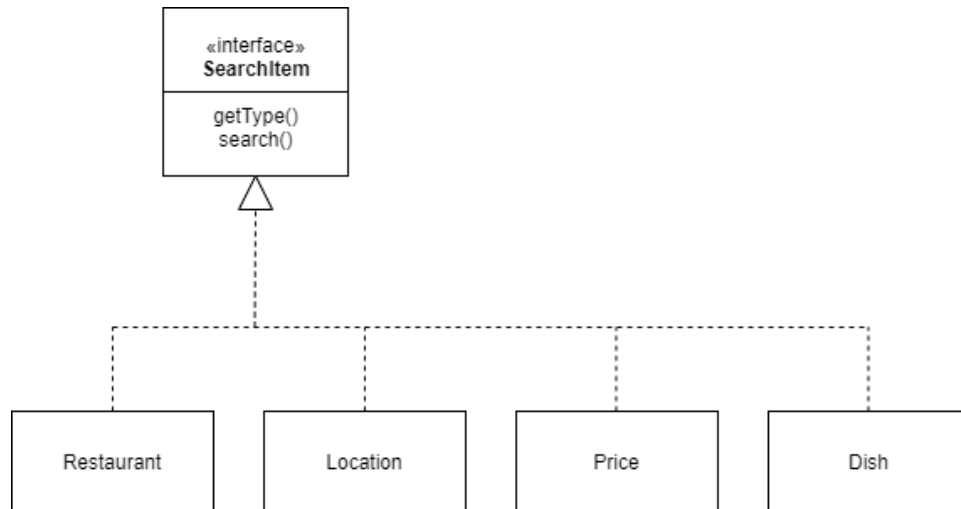 «interface»
SearchItem
getType()
search()
Restaurant
Location
Price
Dish